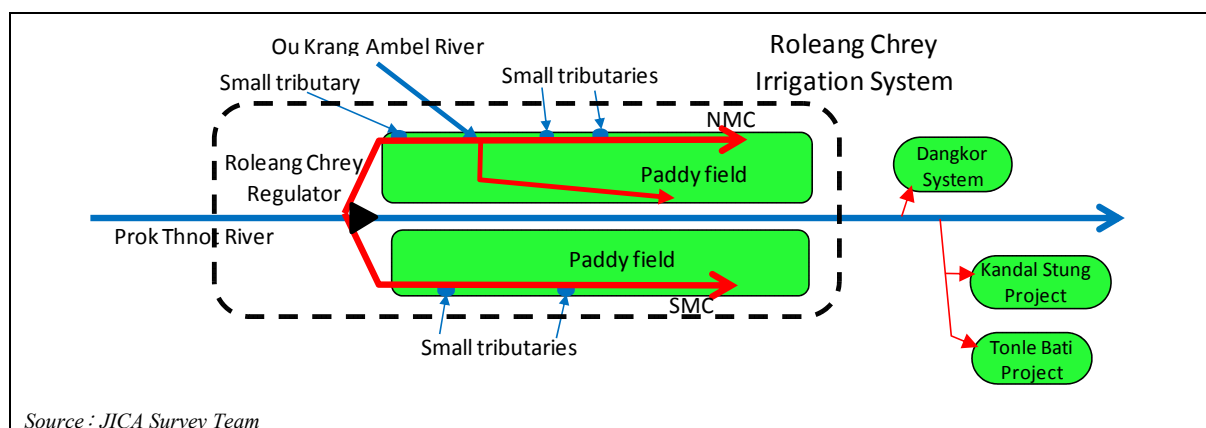 Ou Krang Ambel River
Roleang Chrey
Irrigation System
Small tributary
Small tributaries
NMC
Dangkor
System
Roleang Chrey
Regulator
Paddy field
Prok Thnot River
Paddy field
Kandal Stung
Project
SMC
Small tributaries
Tonle Bati
Project
Source : JICA Survey Team